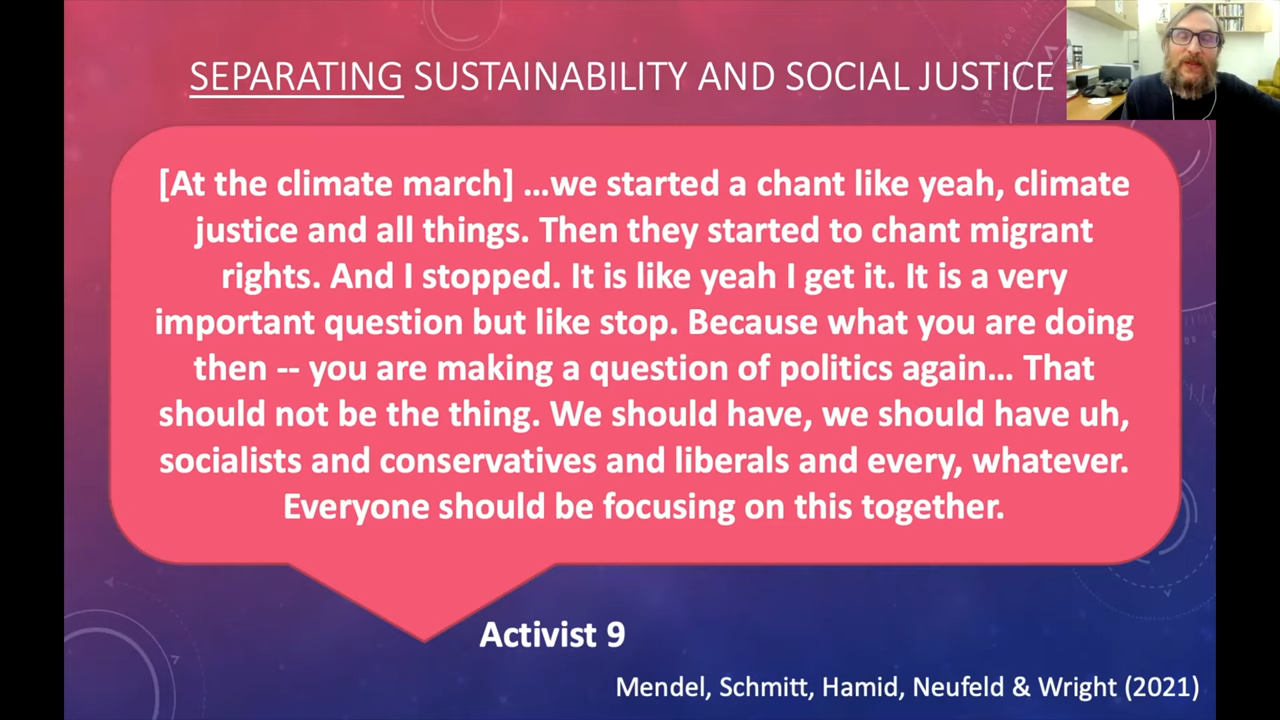 SEPARATING SUSTAINABILITY AND SOCIAL JUSTICE
[At the climate march] …we started a chant like yeah, climate
justice and all things. Then they started to chant migrant
rights. And I stopped. It is like yeah I get it. It is a very
important question but like stop. Because what you are doing
then -- you are making a question of politics again… That
should not be the thing. We should have, we should have uh,
socialists and conservatives and liberals and every, whatever.
Everyone should be focusing on this together.
Activist 9
Mendel, Schmitt, Hamid, Neufeld & Wright (2021)